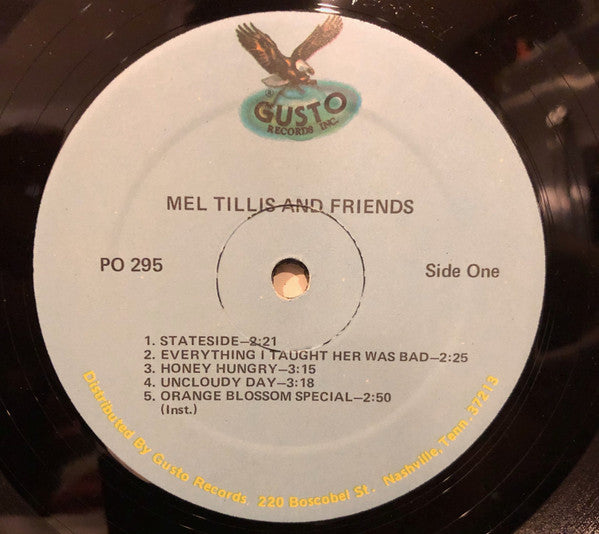 GUSTO
®
RECORDS INC.
MEL TILLIS AND FRIENDS
PO 295
Side One
1. STATESIDE—2:21
2. EVERYTHING I TAUGHT HER WAS BAD—2:25
3. HONEY HUNGRY—3:15
4. UNCLOUDY DAY—3:18
5. ORANGE BLOSSOM SPECIAL—2:50
(Inst.)
Distributed By Gusto Records, 220 Boscobel St., Nashville, Tenn. 37213